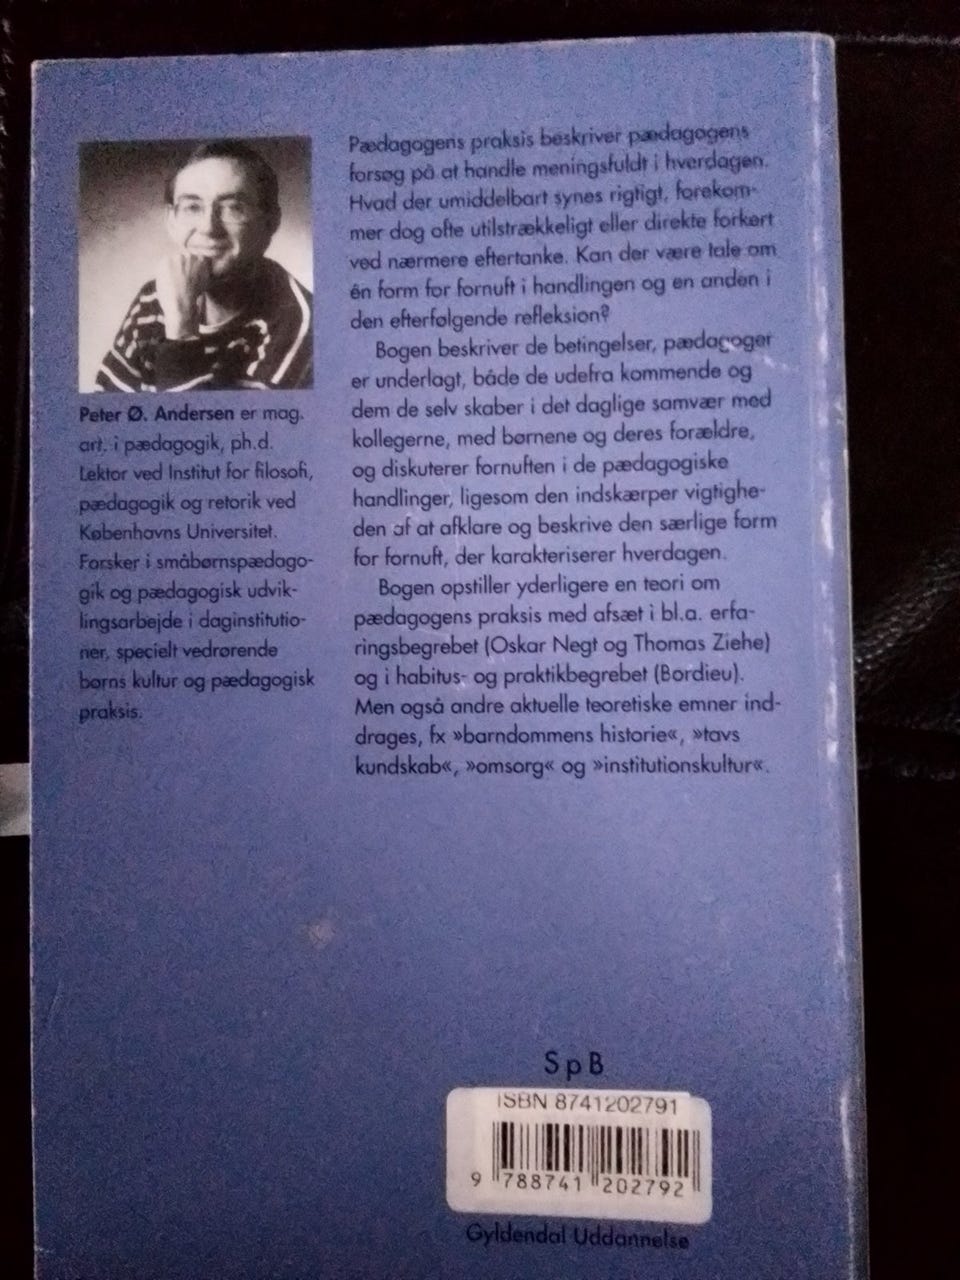 Peter Ø. Andersen er mag.
art. i pædagogik, ph.d.
Lektor ved Institut for filosofi,
pædagogik og retorik ved
Københavns Universitet.
Forsker i småbørnspædago-
gik og pædagogisk udvik-
lingsarbejde i daginstitutio-
ner, specielt vedrørende
børns kultur og pædagogisk
praksis.
Pædagogens praksis beskriver pædagogens
forsøg på at handle meningsfuldt i hverdagen.
Hvad der umiddelbart synes rigtigt, forekom-
mer dog ofte utilstrækkeligt eller direkte forkert
ved nærmere eftertanke. Kan der være tale om
én form for fornuft i handlingen og en anden i
den efterfølgende refleksion?
Bogen beskriver de betingelser, pædagoger
er underlagt, både de udefra kommende og
dem de selv skaber i det daglige samvær med
kollegerne, med børnene og deres forældre,
og diskuterer fornuften i de pædagogiske
handlinger, ligesom den indskærper vigtighe-
den af at afklare og beskrive den særlige form
for fornuft, der karakteriserer hverdagen.
Bogen opstiller yderligere en teori om
pædagogens praksis med afsæt i bl.a. erfa-
ringsbegrebet (Oskar Negt og Thomas Ziehe)
og i habitus- og praktikbegrebet (Bordieu).
Men også andre aktuelle teoretiske emner ind-
drages, fx »barndommens historie«, »tavs
kundskab«, »omsorg« og »institutionskultur«.
SpB
ISBN 8741202791
9 788741 202792
Gyldendal Uddannelse